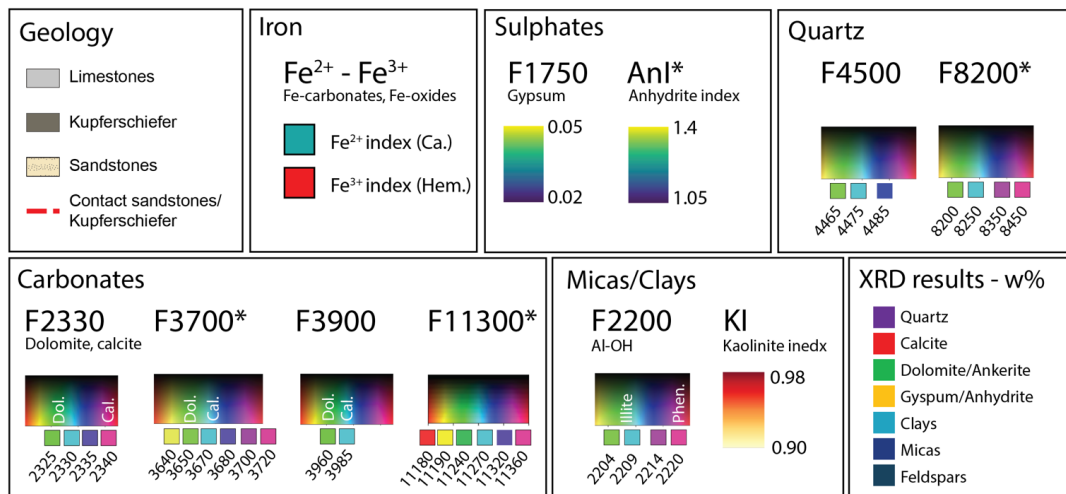 Geology
Limestones
Kupferschiefer
Sandstones
Contact sandstones/
Kupferschiefer
Iron
Fe²⁺ - Fe³⁺
Fe-carbonates, Fe-oxides
Fe²⁺ index (Ca.)
Fe³⁺ index (Hem.)
Sulphates
F1750
Gypsum
0.05
0.02
AnI*
Anhydrite index
1.4
1.05
Quartz
F4500
4465
4475
4485
F8200*
8200
8250
8350
8450
Carbonates
F2330
Dolomite, calcite
Dol.
Cal.
2325
2330
2335
2340
F3700*
Dol.
Cal.
3640
3650
3670
3680
3700
3720
F3900
Dol.
Cal.
3960
3985
F11300*
11180
11190
11240
11270
11320
11360
Micas/Clays
F2200
Al-OH
Illite
Phen.
2204
2209
2214
2220
KI
Kaolinite inedx
0.98
0.90
XRD results - w%
Quartz
Calcite
Dolomite/Ankerite
Gyspum/Anhydrite
Clays
Micas
Feldspars